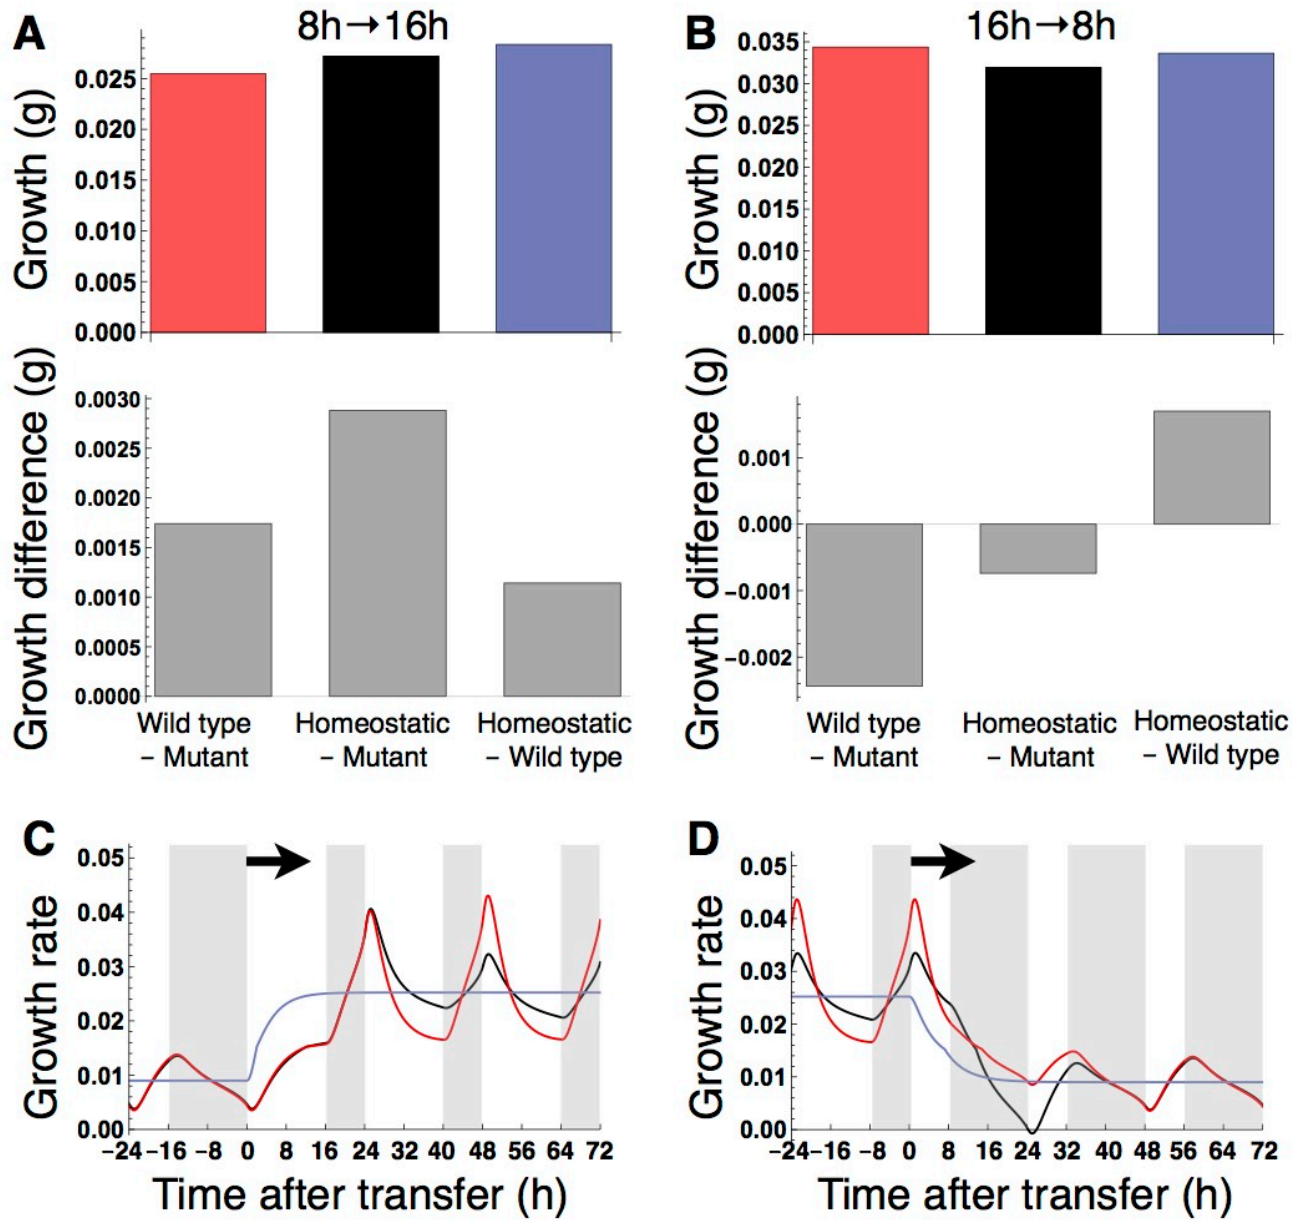 A
8h→16h
Growth (g)
0.025
0.020
0.015
0.010
0.005
0.000
Growth difference (g)
0.0030
0.0025
0.0020
0.0015
0.0010
0.0005
0.0000
Wild type
– Mutant
Homeostatic
– Mutant
Homeostatic
– Wild type
B
16h→8h
Growth (g)
0.035
0.030
0.025
0.020
0.015
0.010
0.005
0.000
Growth difference (g)
0.001
0.000
−0.001
−0.002
Wild type
– Mutant
Homeostatic
– Mutant
Homeostatic
– Wild type
C
Growth rate
0.05
0.04
0.03
0.02
0.01
0.00
−24 −16 −8 0 8 16 24 32 40 48 56 64 72
Time after transfer (h)
D
Growth rate
0.05
0.04
0.03
0.02
0.01
0.00
−24 −16 −8 0 8 16 24 32 40 48 56 64 72
Time after transfer (h)